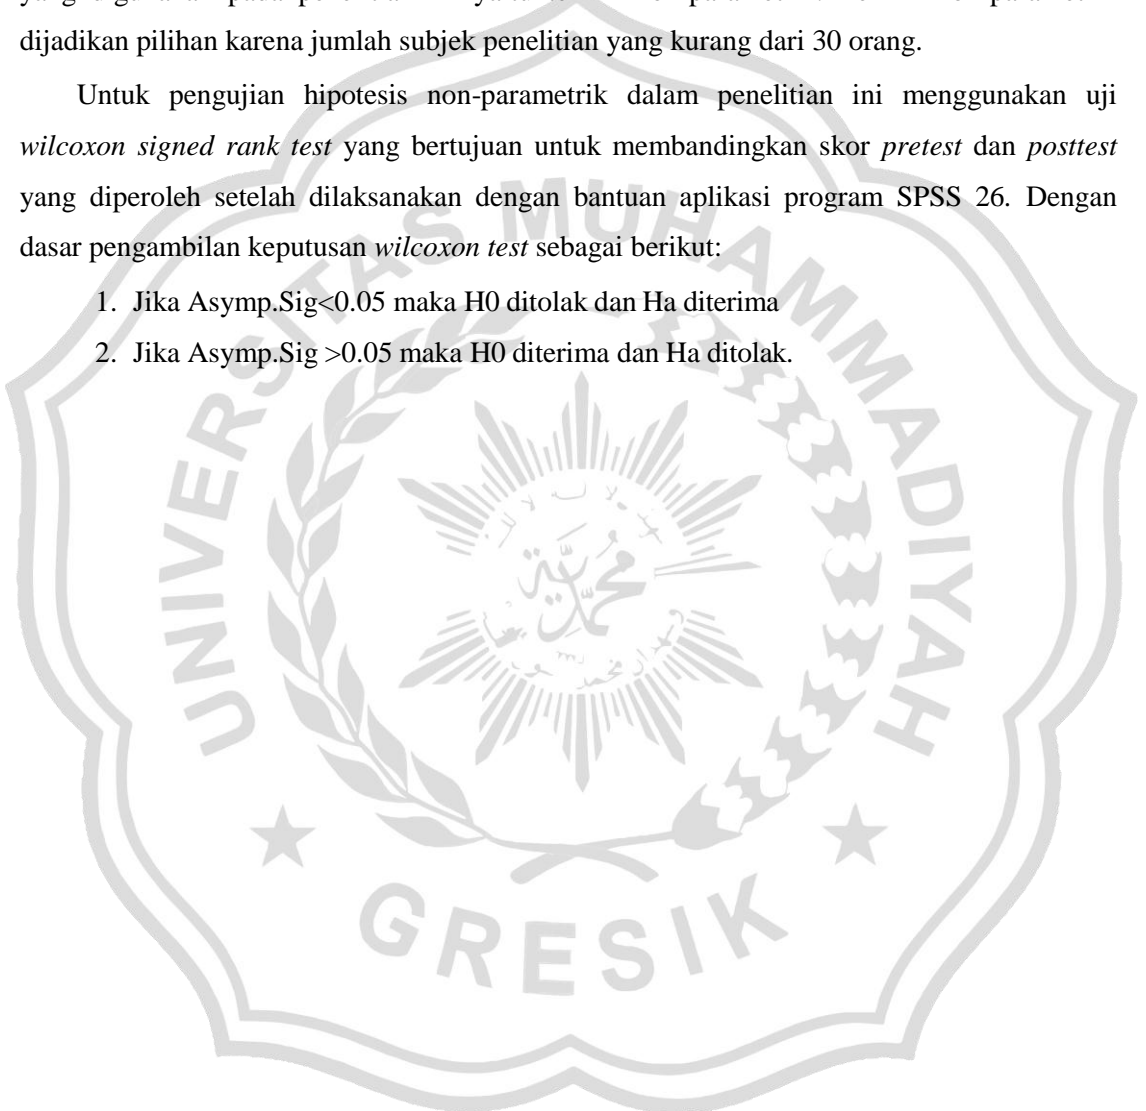 dijadikan pilihan karena jumlah subjek penelitian yang kurang dari 30 orang.
Untuk pengujian hipotesis non-parametrik dalam penelitian ini menggunakan uji
wilcoxon signed rank test yang bertujuan untuk membandingkan skor pretest dan posttest
yang diperoleh setelah dilaksanakan dengan bantuan aplikasi program SPSS 26. Dengan
dasar pengambilan keputusan wilcoxon test sebagai berikut:
1. Jika Asymp.Sig<0.05 maka H0 ditolak dan Ha diterima
2. Jika Asymp.Sig >0.05 maka H0 diterima dan Ha ditolak.
UNIVERSITAS MUHAMMADIYAH
GRESIK